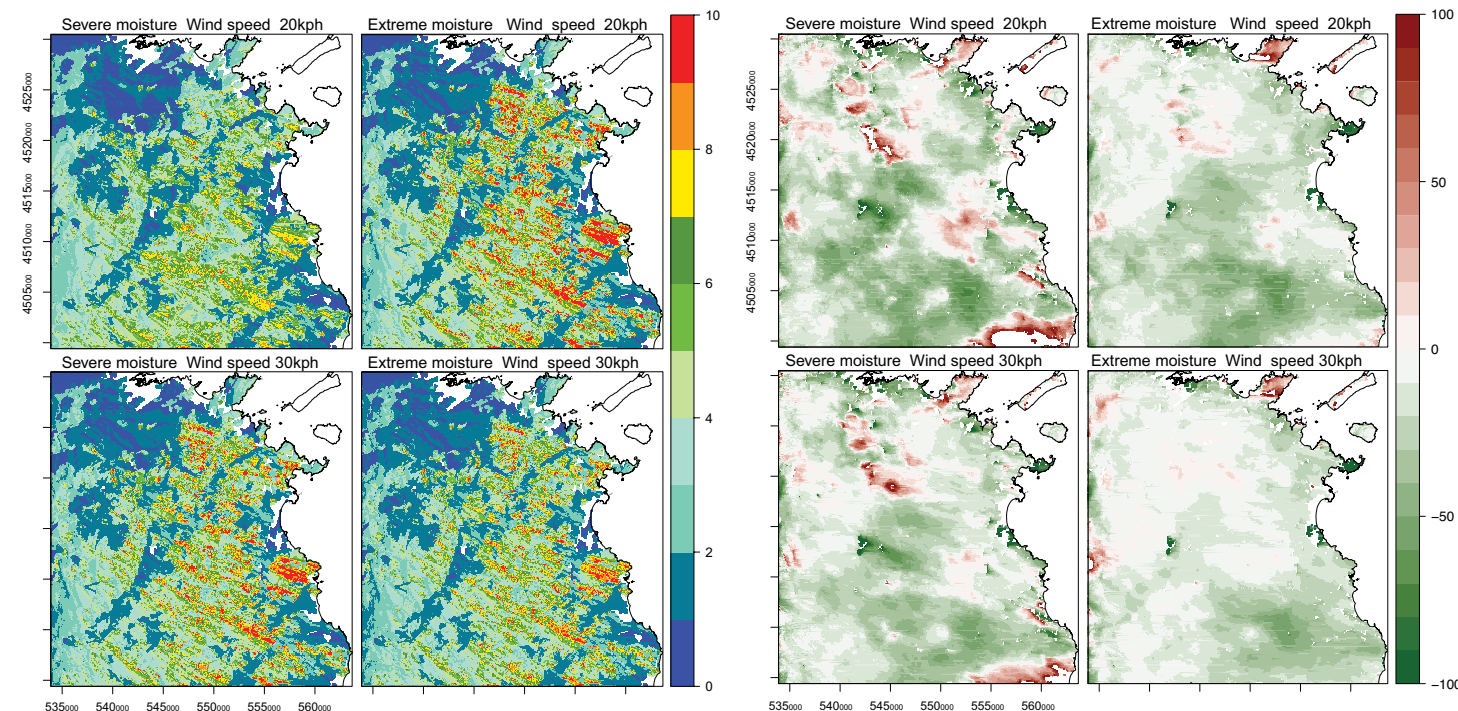 Severe moisture Wind speed 20kph
Extreme moisture Wind speed 20kph
10
8
6
4
2
0
4525000
4520000
4515000
4510000
4505000
Severe moisture Wind speed 30kph
Extreme moisture Wind speed 30kph
535000 540000 545000 550000 555000 560000
Severe moisture Wind speed 20kph
Extreme moisture Wind speed 20kph
100
50
0
−50
−100
4525000
4520000
4515000
4510000
4505000
Severe moisture Wind speed 30kph
Extreme moisture Wind speed 30kph
535000 540000 545000 550000 555000 560000